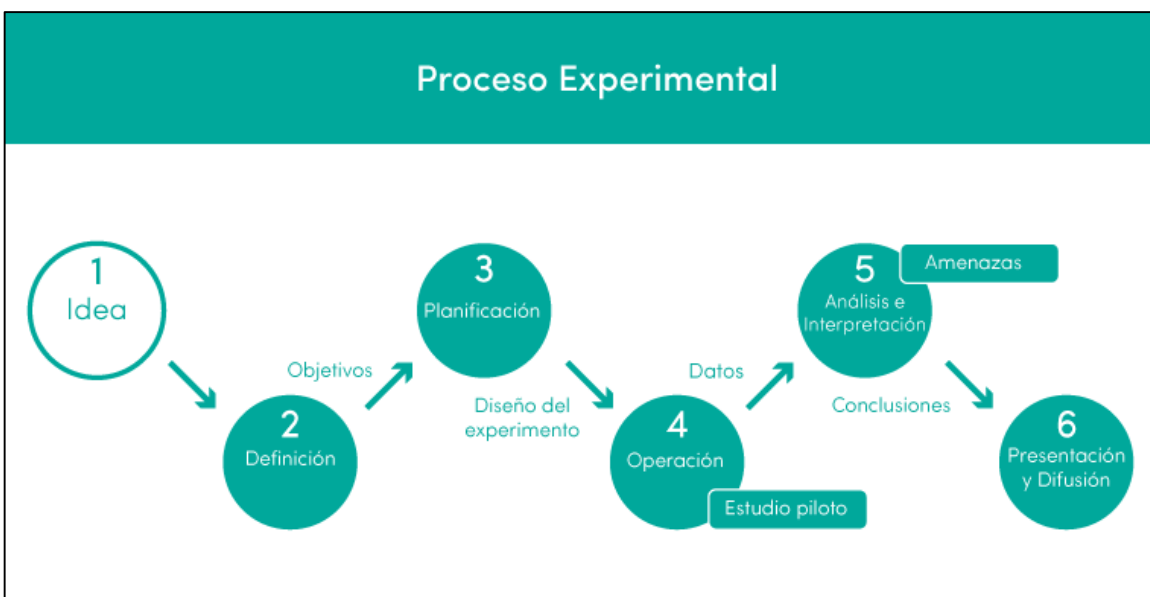 Proceso Experimental
1
Idea
Objetivos
2
Definición
3
Planificación
Diseño del
experimento
4
Operación
Estudio piloto
Datos
5
Análisis e
Interpretación
Amenazas
Conclusiones
6
Presentación
y Difusión